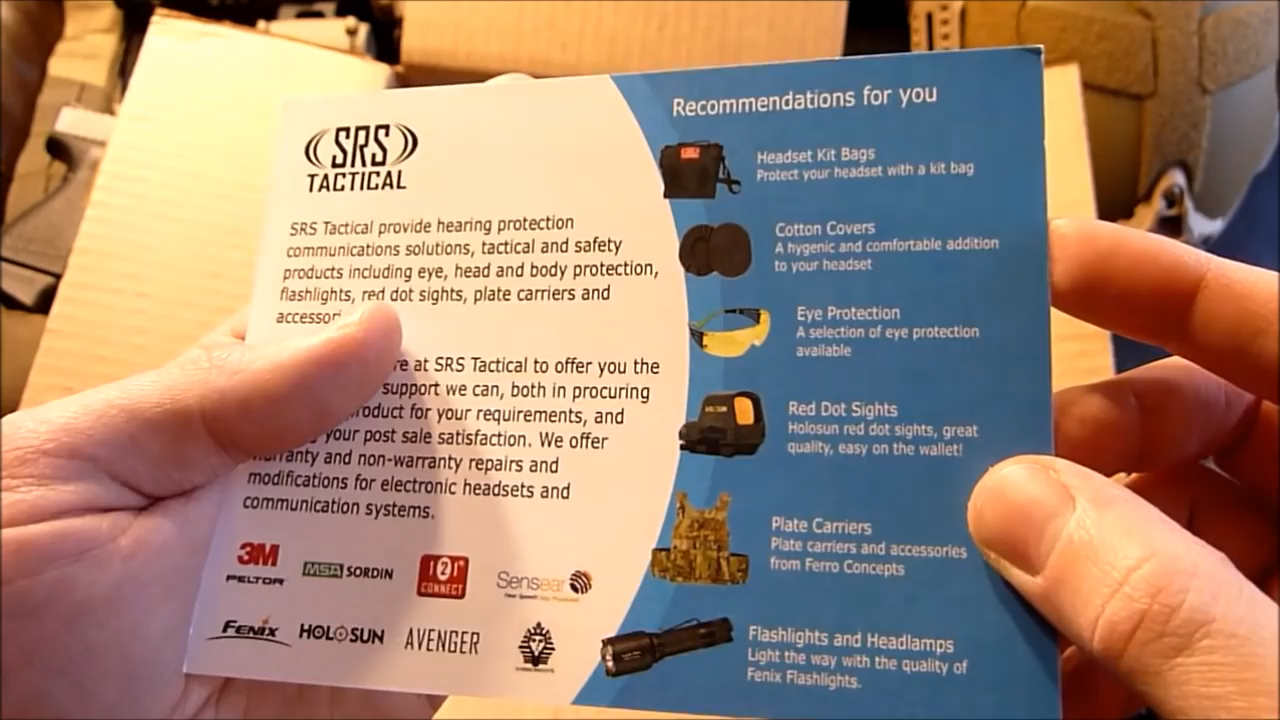 SRS
TACTICAL
SRS Tactical provide hearing protection
communications solutions, tactical and safety
products including eye, head and body protection,
flashlights, red dot sights, plate carriers and
accessori
re at SRS Tactical to offer you the
support we can, both in procuring
roduct for your requirements, and
your post sale satisfaction. We offer
warranty and non-warranty repairs and
modifications for electronic headsets and
communication systems.
3M
PELTOR
MSA SORDIN
121
CONNECT
Sensear
FENIX
HOLOSUN
AVENGER
Recommendations for you
Headset Kit Bags
Protect your headset with a kit bag
Cotton Covers
A hygenic and comfortable addition
to your headset
Eye Protection
A selection of eye protection
available
Red Dot Sights
Holosun red dot sights, great
quality, easy on the wallet!
Plate Carriers
Plate carriers and accessories
from Ferro Concepts
Flashlights and Headlamps
Light the way with the quality of
Fenix Flashlights.